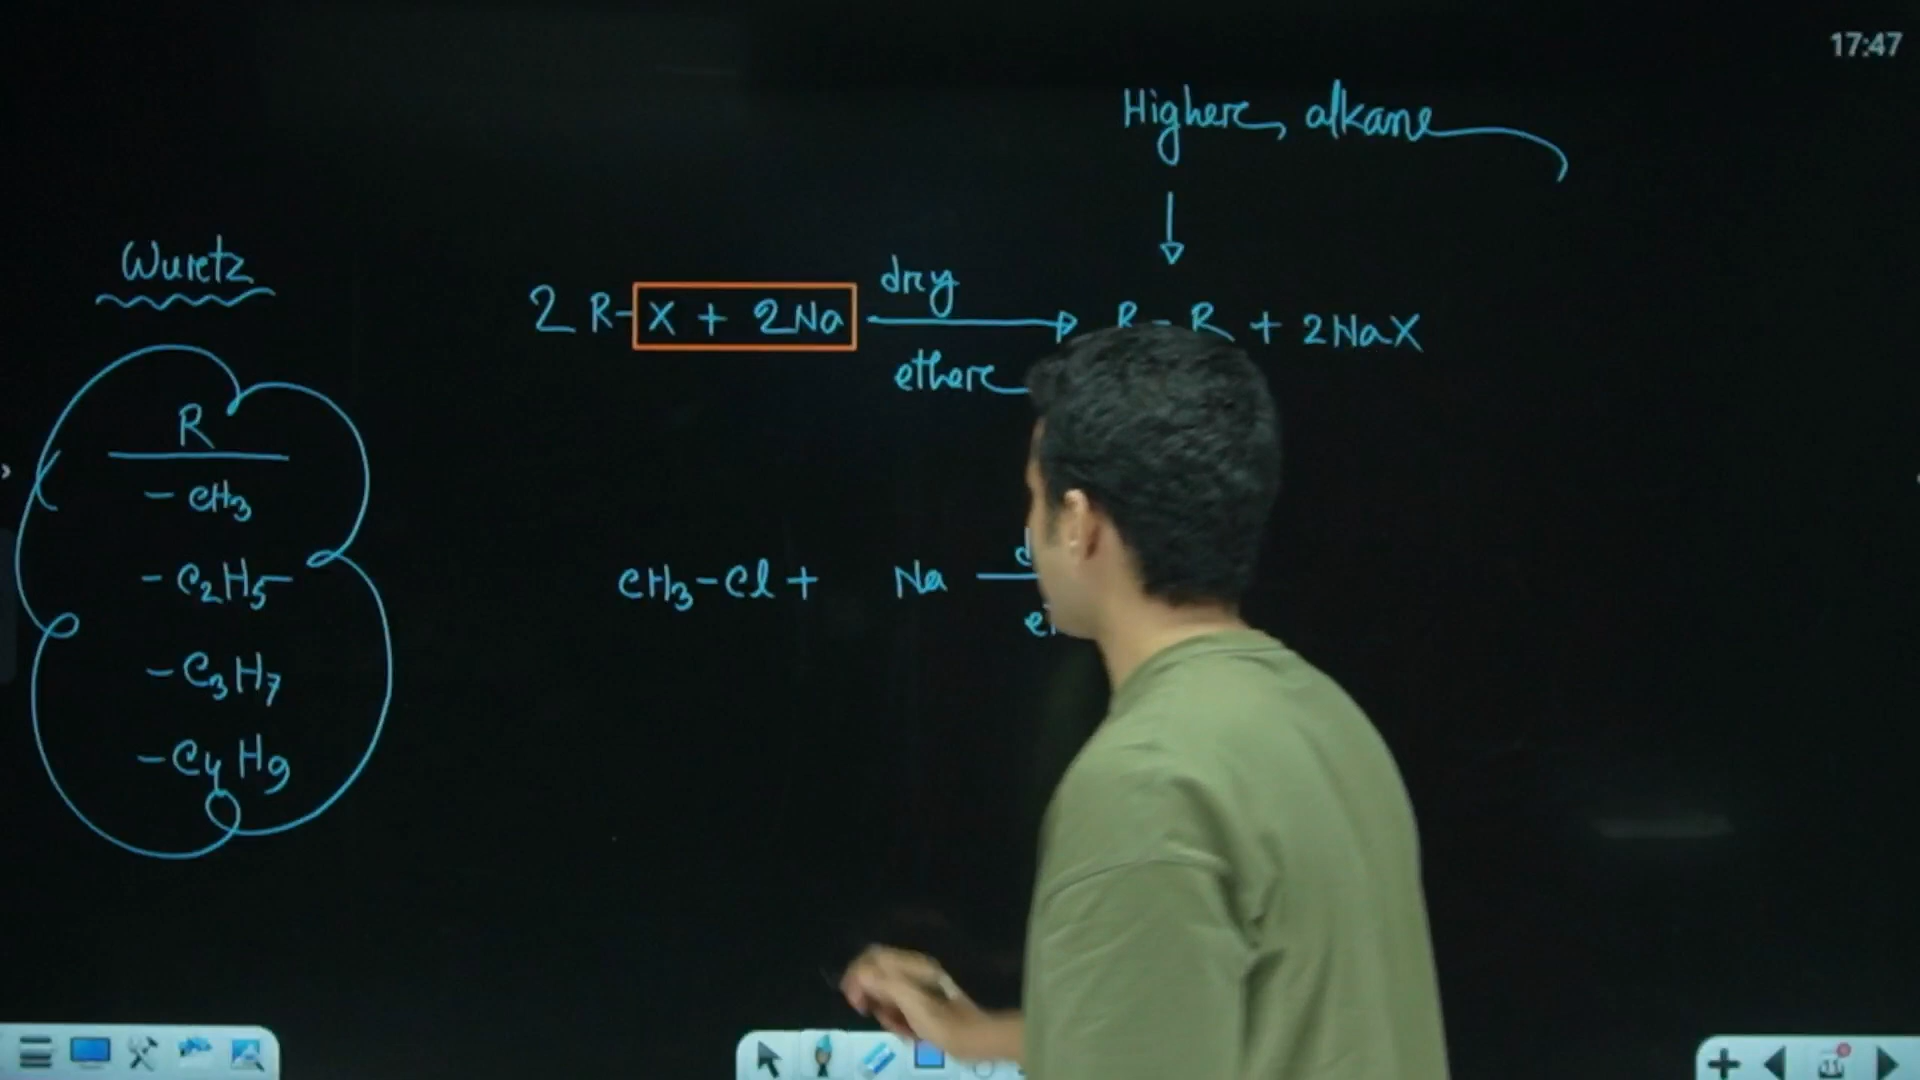 17:47
Higher, alkane
Wurtz
2 R-X + 2Na dry ether R - R + 2NaX
R
- CH3
- C2H5
- C3H7
- C4H9
CH3-Cl + Na